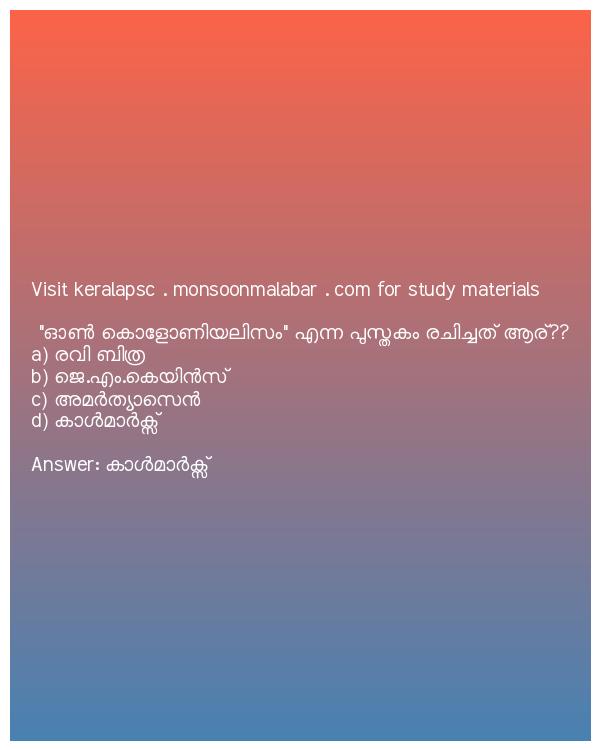 Visit keralapsc . monsoonmalabar . com for study materials
"ഓൺ കൊളോണിയലിസം" എന്ന പുസ്തകം രചിച്ചത് ആര്??
a) രവി ബിത്ര
b) ജെ.എം.കെയിൻസ്
c) അമർത്യാസെൻ
d) കാൾമാർക്സ്
Answer: കാൾമാർക്സ്